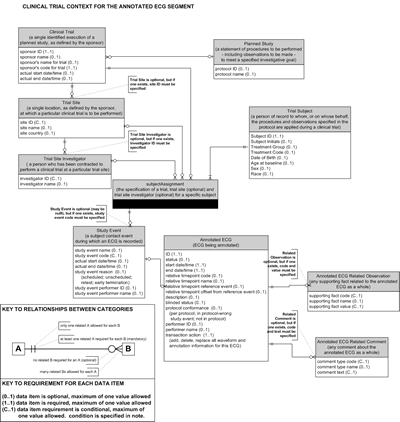 CLINICAL TRIAL CONTEXT FOR THE ANNOTATED ECG SEGMENT
Clinical Trial
(a single identified execution of a
planned study, as defined by the sponsor)
sponsor ID (1..1)
sponsor name (0..1)
sponsor's name for trial (0..1)
sponsor's code for trial (1..1)
actual start date/time (0..1)
actual end date/time (0..1)
Planned Study
(a statement of procedures to be performed
- including observations to be made -
to meet a specified investigative goal)
protocol ID (0..1)
protocol name (0..1)
Trial Site is optional, but if
one exists, site ID must be
specified
Trial Site
(a single location, as defined by the sponsor,
at which a particular clinical trial is to be performed)
site ID (C..1)
site name (0..1)
site country (0..1)
Trial Site Investigator is
optional, but if one exists,
investigator ID must be
specified
Trial Site Investigator
( a person who has been contracted to
perform a clinical trial at a particular trial site)
investigator ID (C..1)
investigator name (0..1)
Trial Subject
(a person of record to whom, or on whose behalf,
the procedures and observations specified in the
protocol are applied during a clinical trial)
Subject ID (1..1)
Subject Initials (0..1)
Treatment Group (0..1)
Treatment Code (0..1)
Date of Birth (0..1)
Age at baseline (0..1)
Sex (0..1)
Race (0..1)
subjectAssignment
(the specification of a trial, trial site (optional) and
trial site investigator (optional) for a specific subject)
Study Event is optional (may be
null), but if one exists, study
event code must be specified
Study Event
(a subject contact event
during which an ECG is recorded)
study event name (0..1)
study event code (C..1)
actual start date/time (0..1)
actual end date/time (0..1)
study event reason (0..1)
(scheduled; unscheduled;
retest; early termination)
study event performer ID (0..1)
study event performer name (0..1)
Annotated ECG
(ECG being annotated)
ID (1..1)
status (0..1)
start date/time (1..1)
end date/time (1..1)
relative timepoint code (0..1)
relative timepoint name (0..1)
relative timepoint reference event (0..1)
relative timepoint offset from reference event (0..1)
description (0..1)
blinded status (0..1)
protocol conformance (0..1)
(per protocol, in protocol-wrong
study event, not in protocol)
performer ID (0..1)
performer name (0..1)
transaction action (1..1)
(add, delete, replace all waveform and
annotation information for this ECG)
Related
Observation is
optional, but if one
exists, code and
value must be
specified
Annotated ECG Related Observation
(any supporting fact related to the annotated
ECG as a whole)
supporting fact code (C..1)
supporting fact name (0..1)
supporting fact value (C..1)
Related
Comment is
optional, but if
one exists, code
and text must be
specified
Annotated ECG Related Comment
(any comment about the
annotated ECG as a whole)
comment type code (C..1)
comment type name (0..1)
comment text (C..1)
KEY TO RELATIONSHIPS BETWEEN CATEGORIES
only one related A allowed for each B
at least one related A required for each B (mandatory)
A
B
no related B required for an A (optional)
many related Bs allowed for each A
KEY TO REQUIREMENT FOR EACH DATA ITEM
(0..1) data item is optional, maximum of one value allowed
(1..1) data item is required, maximum of one value allowed
(C..1) data item requirement is conditional, maximum of
one value allowed. condition is specified in note.